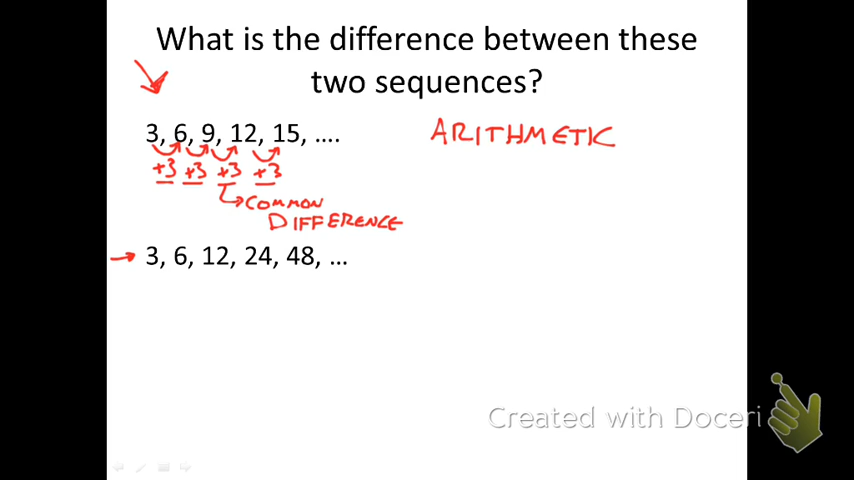 What is the difference between these
two sequences?
3, 6, 9, 12, 15, ....
ARITHMETIC
+3 +3 +3 +3
COMMON
DIFFERENCE
3, 6, 12, 24, 48, ...
Created with Doceri